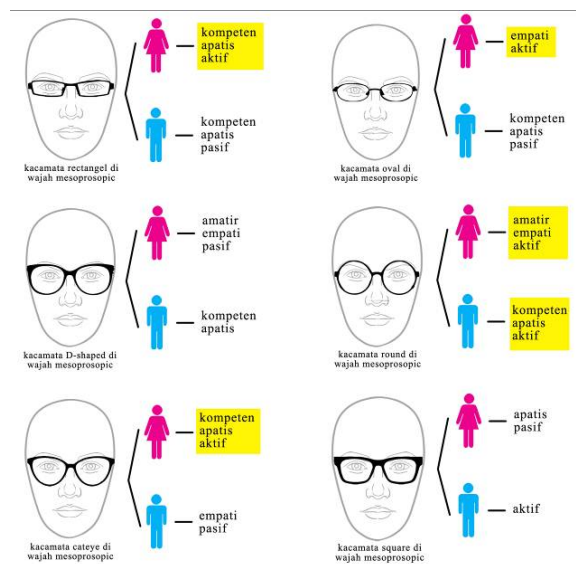 kompeten
apatis
aktif
kompeten
apatis
pasif
kacamata rectangel di
wajah mesoprosopic
empati
aktif
kompeten
apatis
pasif
kacamata oval di
wajah mesoprosopic
amatir
empati
pasif
kompeten
apatis
kacamata D-shaped di
wajah mesoprosopic
amatir
empati
aktif
kompeten
apatis
aktif
kacamata round di
wajah mesoprosopic
kompeten
apatis
aktif
empati
pasif
kacamata cateye di
wajah mesoprosopic
apatis
pasif
aktif
kacamata square di
wajah mesoprosopic